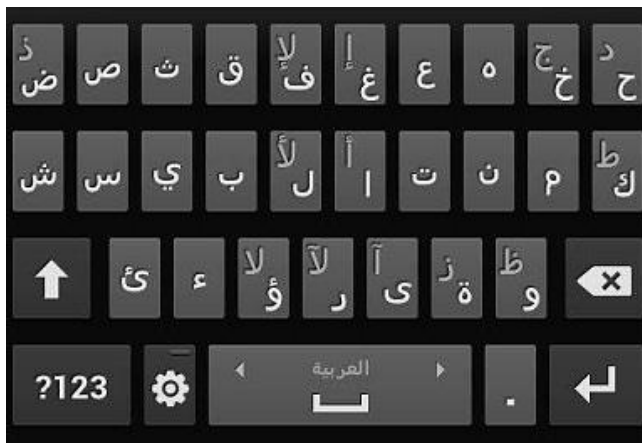 د ح ج خ ه ع إ غ لإ ف ق ث ص ذ ض
ط ك م ن ت أ ا لأ ل ب ي س ش
ظ و ز ة آ ى لآ ر لا ؤ ء ئ
?123 العربية .